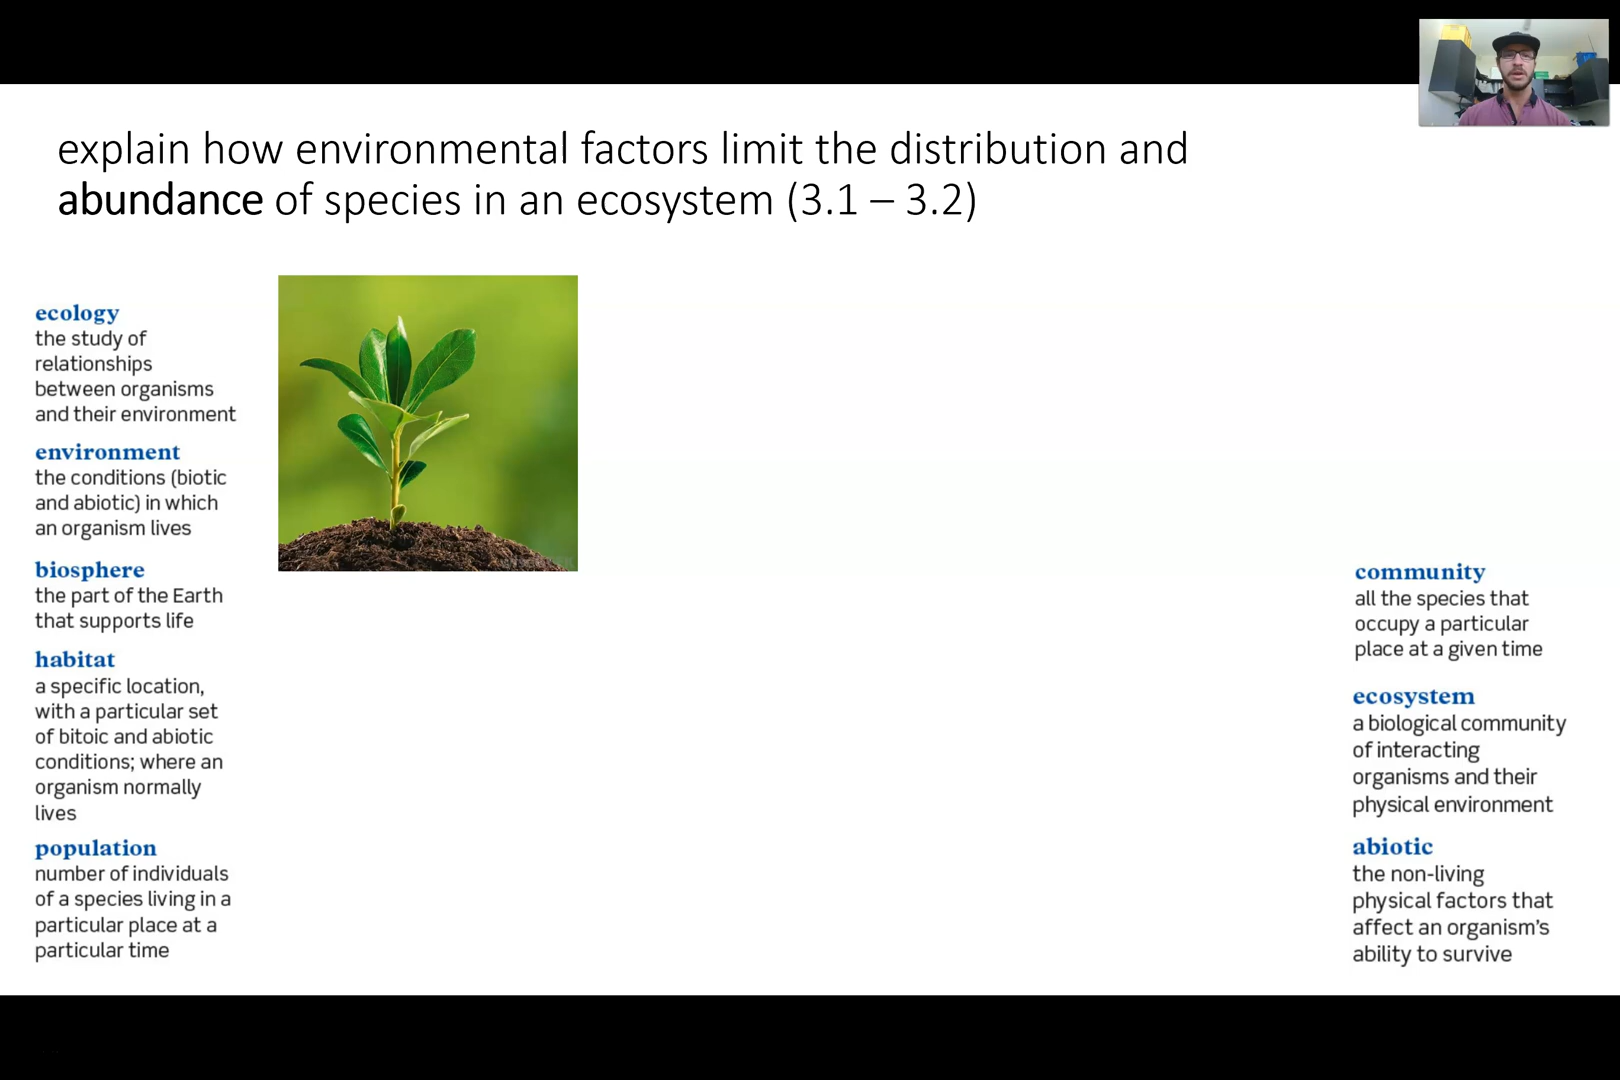 explain how environmental factors limit the distribution and
abundance of species in an ecosystem (3.1 – 3.2)
ecology
the study of
relationships
between organisms
and their environment
environment
the conditions (biotic
and abiotic) in which
an organism lives
biosphere
the part of the Earth
that supports life
habitat
a specific location,
with a particular set
of bitoic and abiotic
conditions; where an
organism normally
lives
population
number of individuals
of a species living in a
particular place at a
particular time
community
all the species that
occupy a particular
place at a given time
ecosystem
a biological community
of interacting
organisms and their
physical environment
abiotic
the non-living
physical factors that
affect an organism's
ability to survive